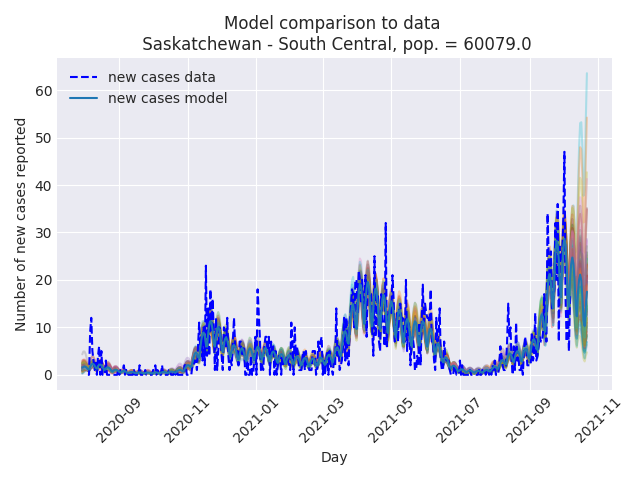 Model comparison to data
Saskatchewan - South Central, pop. = 60079.0
new cases data
new cases model
Number of new cases reported
60
50
40
30
20
10
0
2020-09
2020-11
2021-01
2021-03
2021-05
2021-07
2021-09
2021-11
Day